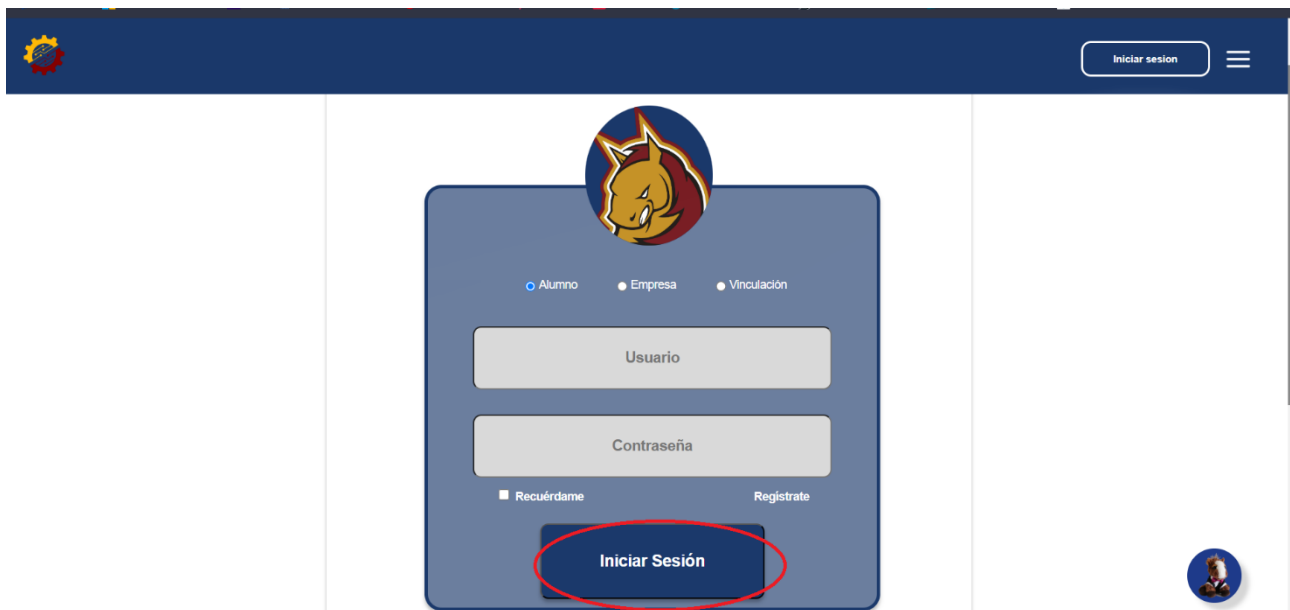 Iniciar sesion
Alumno Empresa Vinculación
Usuario
Contraseña
Recuérdame Registrate
Iniciar Sesión